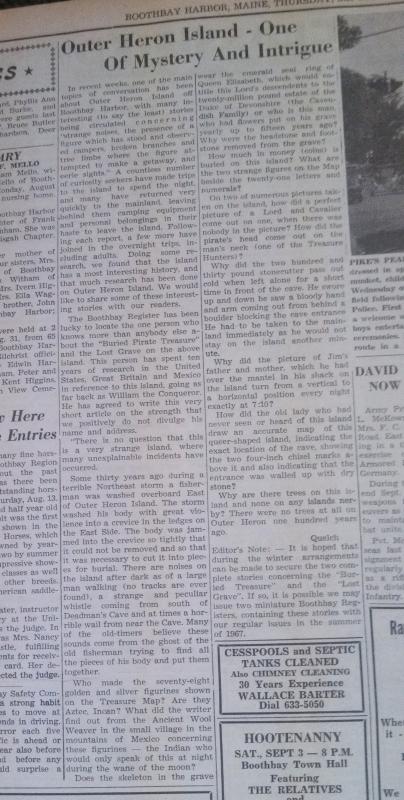 BOOTHBAY HARBOR, MAINE, THURSDAY,
Outer Heron Island - One
Of Mystery And Intrigue
In recent weeks, one of the main
topics of conversation has been
about Outer Heron Island off
Boothbay Harbor, with many in-
teresting (to say the least) stories
being circulated concerning
"strange noises, the presence of a
figure which has stood and observ-
ed campers, broken branches and
tree limbs where the figure at-
tempted to make a getaway, and
eerie sights." A countless number
of curiosity seekers have made trips
to the island to spend the night,
and many have returned very
quickly to the mainland, leaving
behind them camping equipment
and personal belongings in their
haste to leave the island. Follow-
ing each report, a few more have
joined in the overnight trips, in-
cluding adults. Doing some re-
search, we found that the island
has a most interesting history, and
that much research has been done
on Outer Heron Island. We would
like to share some of these interest-
ing stories with our readers.
The Boothbay Register has been
lucky to locate the one person who
knows more than anybody else a-
bout the "Buried Pirate Treasure"
and the Lost Grave on the above
island. This person has spent ten
years of research in the United
States, Great Britain and Mexico
in reference to this island, going as
far back as William the Conqueror.
He has agreed to write this very
short article on the strength that
we positively do not divulge his
name and address.
"There is no question that this
is a very strange island, where
many unexplainable incidents have
occurred.
Some thirty years ago during a
terrible Northeast storm a fisher-
man was washed overboard East
of Outer Heron Island. The storm
washed his body with great vio-
lence into a crevice in the ledges on
the East Side. The body was jam-
med into the crevice so tightly that
it could not be removed and so that
it was necessary to cut it into piec-
es for burial. There are noises on
the island after dark as of a large
man walking (no tracks are ever
found), a strange and peculiar
whistle coming from south of
Deadman's Cave and at times a hor-
rible wail from near the Cave. Many
of the old-timers believe these
sounds come from the ghost of the
old fisherman trying to find all
the pieces of his body and put them
together.
Who made the seventy-eight
golden and silver figurines shown
on the Treasure Map? Are they
Aztec, Incan? What did the writer
find out from the Ancient Wool
Weaver in the small village in the
mountains of Mexico concerning
these figurines — the Indian who
would only speak of this at night
during the wane of the moon?
Does the skeleton in the grave
wear the emerald seal ring of
Queen Elizabeth, which would en-
title this Lord's descendents to the
twenty-million pound estate of the
Duke of Devonshire (the Caven-
dish Family) or who is this man,
who had flowers put on his grave
yearly up to fifteen years ago?
Why were the headstone and foot-
stone removed from the grave?
How much in money (coins) is
buried on this island? What are
the two strange figures on the Map
beside the twenty-one letters and
numerals?
On two of numerous pictures tak-
en on the island, how did a perfect
picture of a Lord and Cavalier
come out on one, when there was
nobody in the picture? How did the
pirate's head come out on the
man's neck (one of the Treasure
Hunters)?
Why did the two hundred and
thirty pound stonecutter pass out
cold when left alone for a short
time in front of the cave. He swore
up and down he saw a bloody hand
and arm coming out from behind a
boulder blocking the cave entrance
He had to be taken to the main-
land immediately as he would not
stay on the island another min-
ute.
Why did the picture of Jim's
father and mother, which he had
over the mantel in his shack on
the island turn from a vertical to
a horizontal position every night
exactly at 7:10?
How did the old lady who had
never seen or heard of this island
draw an accurate map of this
queer-shaped island, indicating the
exact location of the cave, showing
the two four-inch chisel marks a-
bove it and also indicating that the
entrance was walled up with dry
stone?
Why are there trees on this is-
land and none on any islands near-
by? There were no trees at all on
Outer Heron one hundred years
ago.
Quelch
Editor's Note: — It is hoped that
during the winter arrangements
can be made to secure the two com-
plete stories concerning the "Bur-
ied Treasure" and the "Lost
Grave". If so, it is possible we may
issue two miniature Boothbay Reg-
isters, containing these stories with
our regular issues in the summer
of 1967.
CESSPOOLS and SEPTIC
TANKS CLEANED
Also CHIMNEY CLEANING
30 Years Experience
WALLACE BARTER
Dial 633-5050
HOOTENANNY
SAT., SEPT 3 — 8 P.M.
Boothbay Town Hall
Featuring
THE RELATIVES
and
DAVID
NOW